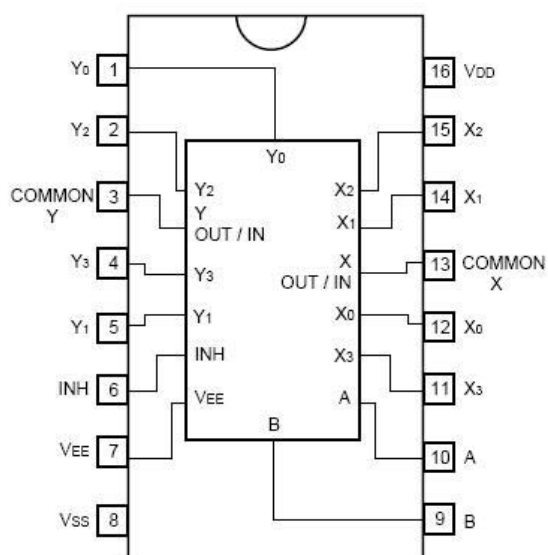 Y0 1
Y2 2
COMMON
Y
3
Y3 4
Y1 5
INH 6
VEE 7
VSS 8
Y0
Y2
Y
OUT / IN
Y3
Y1
INH
VEE
B
X2
X1
X
OUT / IN
X0
X3
A
16 VDD
15 X2
14 X1
13 COMMON
X
12 X0
11 X3
10 A
9 B